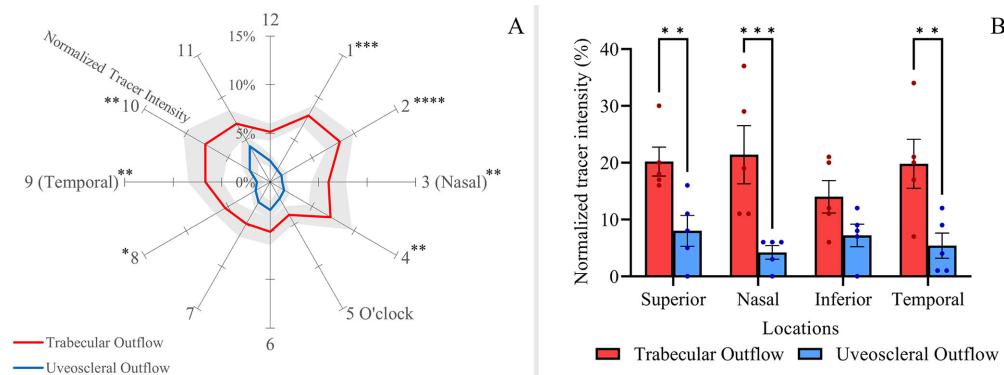 A
12
15%
11
1***
Normalized Tracer Intensity
10%
**10
2****
5%
9 (Temporal)**
0%
3 (Nasal)**
*8
4**
7
5 O'clock
6
Trabecular Outflow
Uveoscleral Outflow
B
** *** **
Normalized tracer intensity (%)
40
30
20
10
0
Superior Nasal Inferior Temporal
Locations
Trabecular Outflow Uveoscleral Outflow